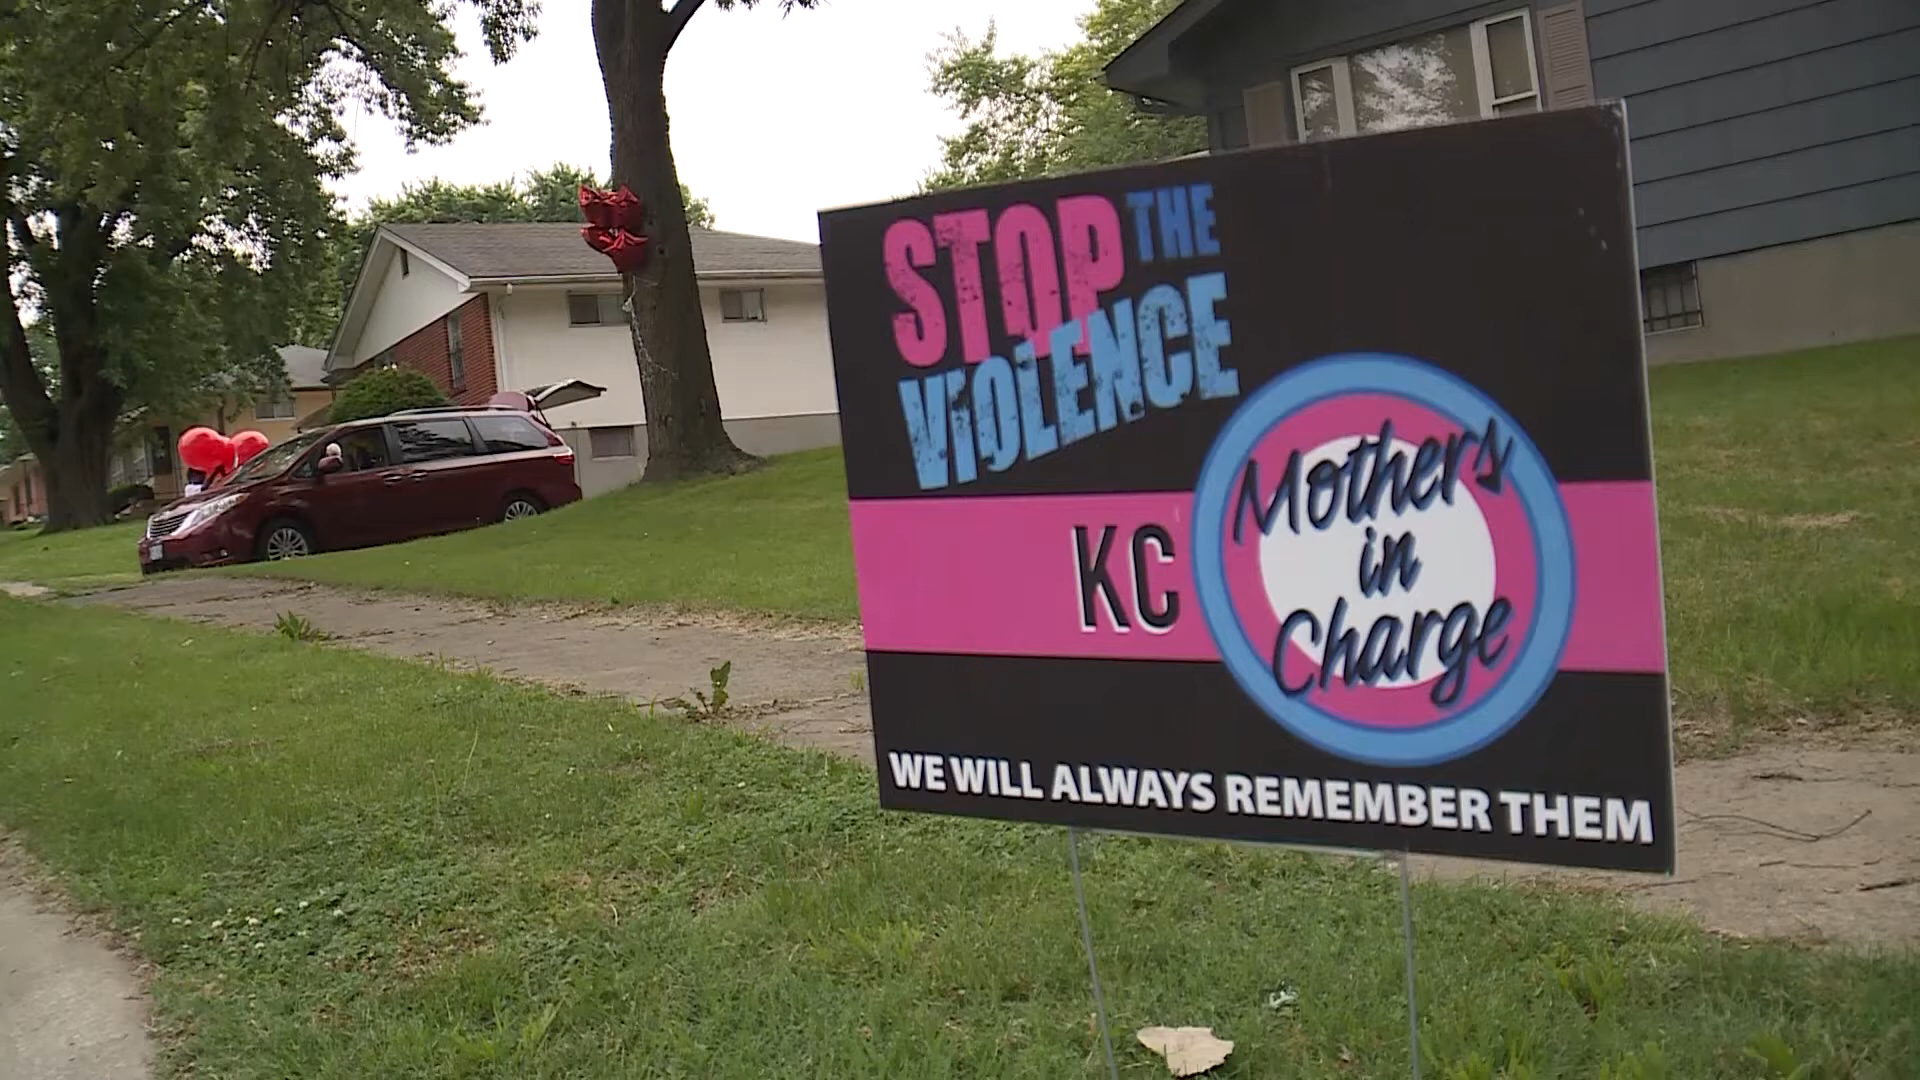 STOP THE
VIOLENCE
KC
Mothers
in
Charge
WE WILL ALWAYS REMEMBER THEM